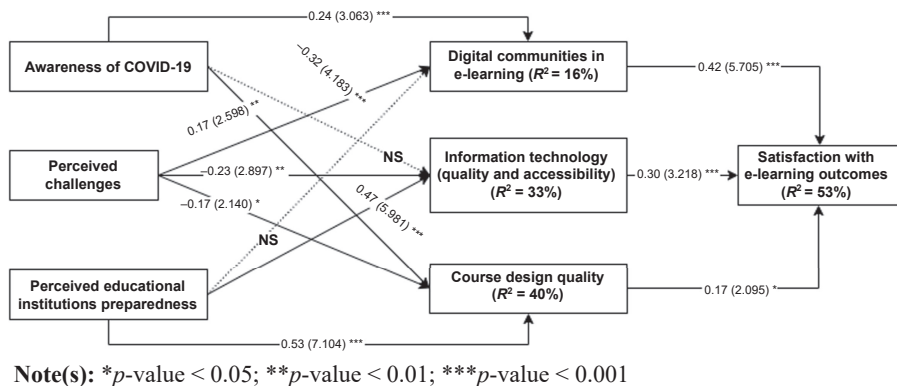 0.24 (3.063) ***
Awareness of COVID-19
Digital communities in
e-learning (R² = 16%)
–0.32 (4.183) ***
0.42 (5.705) ***
0.17 (2.598) **
NS
Perceived
challenges
–0.23 (2.897) **
Information technology
(quality and accessibility)
(R² = 33%)
0.30 (3.218) ***
Satisfaction with
e-learning outcomes
(R² = 53%)
–0.17 (2.140) *
0.47 (5.981) ***
NS
Perceived educational
institutions preparedness
Course design quality
(R² = 40%)
0.17 (2.095) *
0.53 (7.104) ***
Note(s): *p-value < 0.05; **p-value < 0.01; ***p-value < 0.001